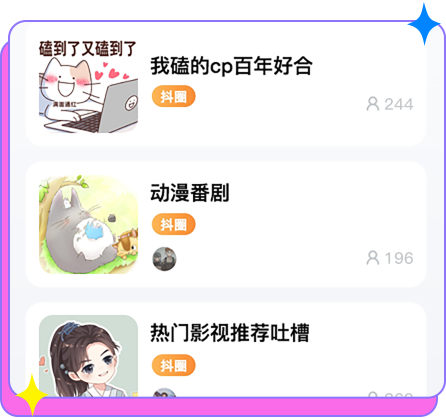 磕到了又磕到了
满面通红
我磕的cp百年好合
抖圈
244
动漫番剧
抖圈
196
热门影视推荐吐槽
抖圈